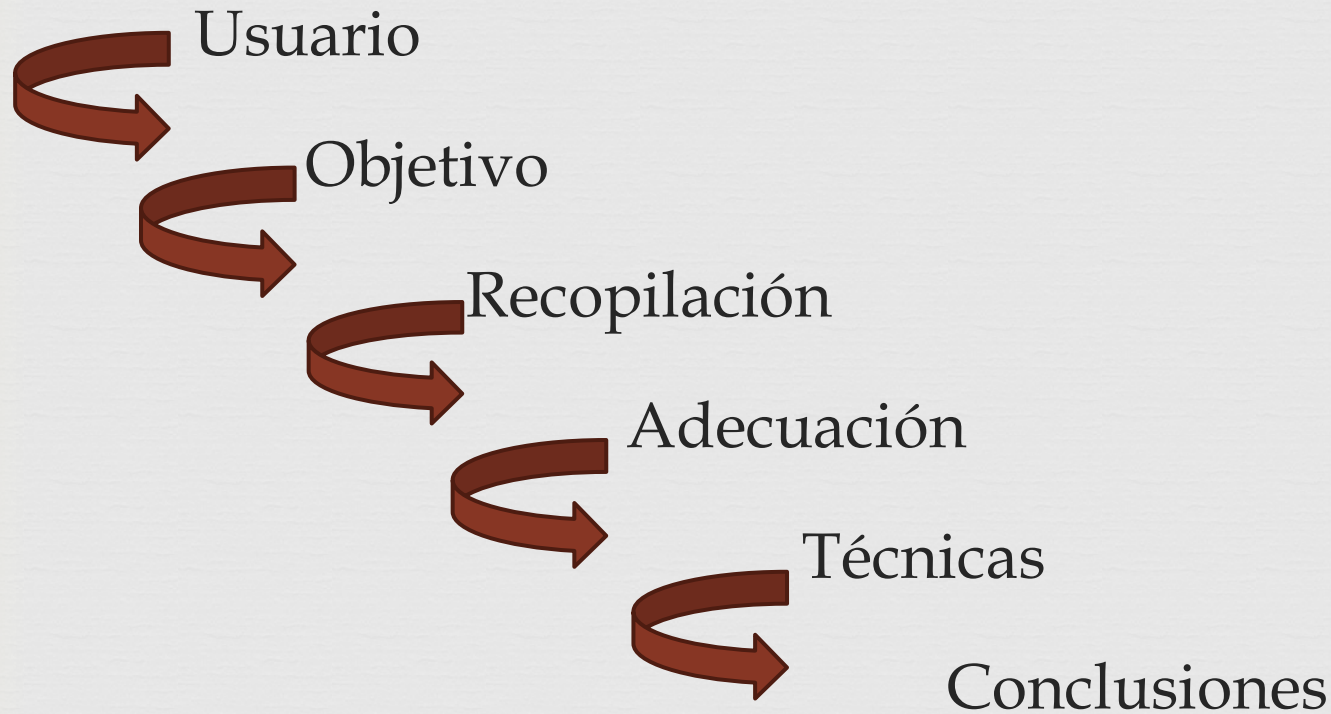 Usuario
Objetivo
Recopilación
Adecuación
Técnicas
Conclusiones